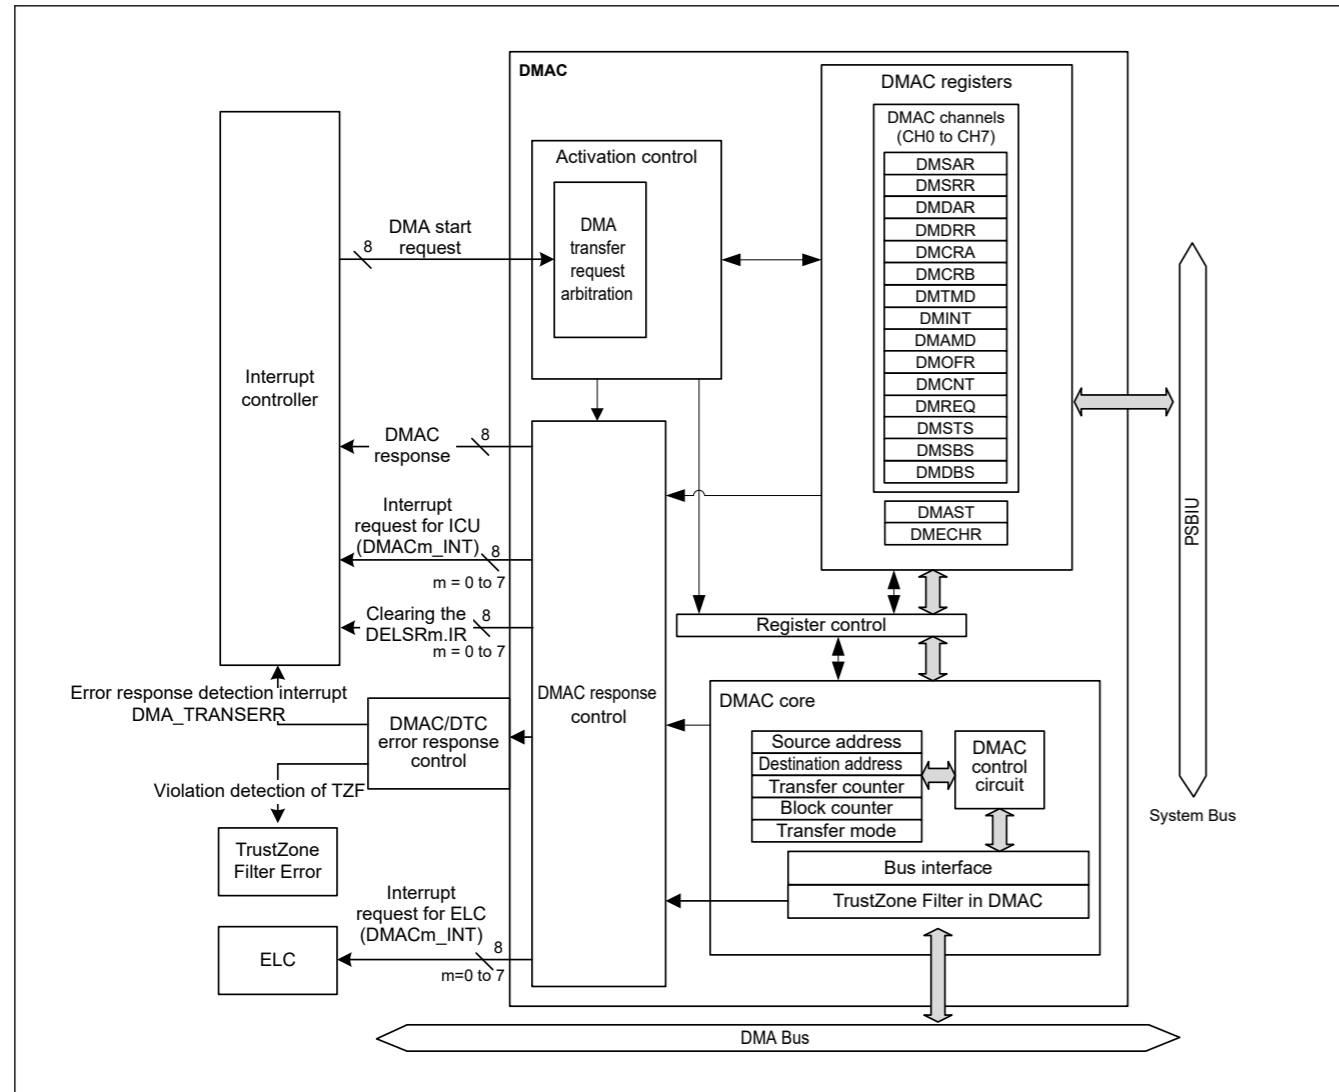 DMAC
DMAC registers
DMAC channels
(CH0 to CH7)
DMSAR
DMSRR
DMDAR
DMDRR
DMCRA
DMCRB
DMTMD
DMINT
DMAMD
DMOFR
DMCNT
DMREQ
DMSTS
DMSBS
DMDBS
DMAST
DMECHR
Activation control
DMA
transfer
request
arbitration
DMA start
request
8
Interrupt
controller
DMAC
response
8
Interrupt
request for ICU
(DMACm_INT)
8
m = 0 to 7
Clearing the
DELSRm.IR
8
m = 0 to 7
Error response detection interrupt
DMA_TRANSERR
DMAC/DTC
error response
control
Violation detection of TZF
TrustZone
Filter Error
Interrupt
request for ELC
(DMACm_INT)
8
m=0 to 7
ELC
DMAC response
control
Register control
DMAC core
Source address
Destination address
Transfer counter
Block counter
Transfer mode
DMAC
control
circuit
Bus interface
TrustZone Filter in DMAC
PSBIU
System Bus
DMA Bus